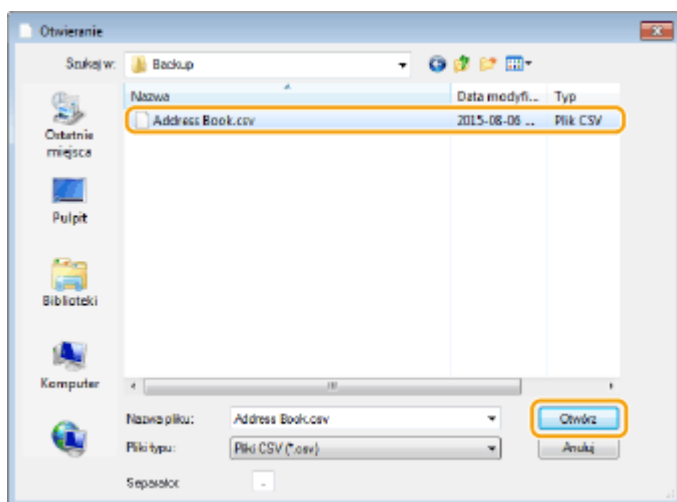 Otwieranie
Szukaj w: Backup
Nazwa Data modyfi... Typ
Address Book.csv 2015-08-06 ... Plik CSV
Ostatnie
miejsca
Pulpit
Biblioteki
Komputer
Nazwa pliku: Address Book.csv Otwórz
Pliki typu: Pliki CSV (*.csv) Anuluj
Separator: